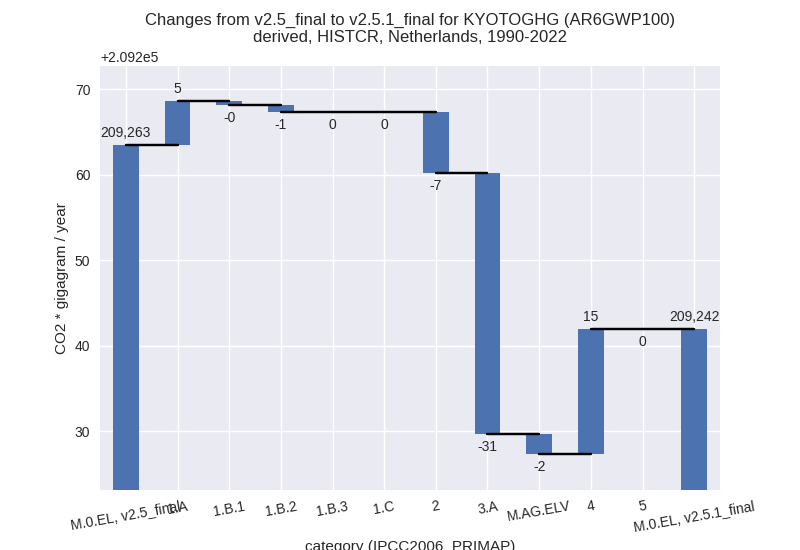 Changes from v2.5_final to v2.5.1_final for KYOTOGHG (AR6GWP100)
derived, HISTCR, Netherlands, 1990-2022
+2.092e5
70
60
50
40
30
CO2 * gigagram / year
209,263
5
-0
-1
0
0
-7
-31
-2
15
0
209,242
M.0.EL, v2.5_final
1.A
1.B.1
1.B.2
1.B.3
1.C
2
3.A
M.AG.ELV
4
5
M.0.EL, v2.5.1_final
category (IPCC2006_PRIMAP)